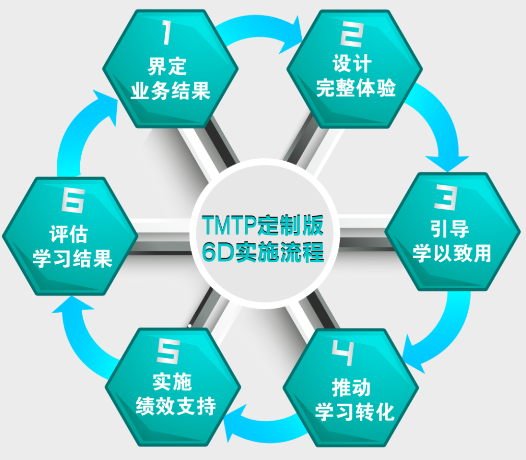 1
界定
业务结果
2
设计
完整体验
3
引导
学以致用
4
推动
学习转化
5
实施
绩效支持
6
评估
学习结果
TMTP定制版
6D实施流程